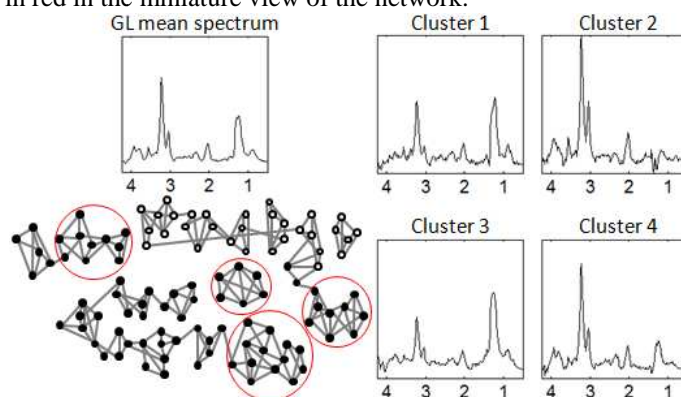 in red in the miniature view of the network.
GL mean spectrum
Cluster 1
Cluster 2
4 3 2 1
4 3 2 1
4 3 2 1
Cluster 3
Cluster 4
4 3 2 1
4 3 2 1